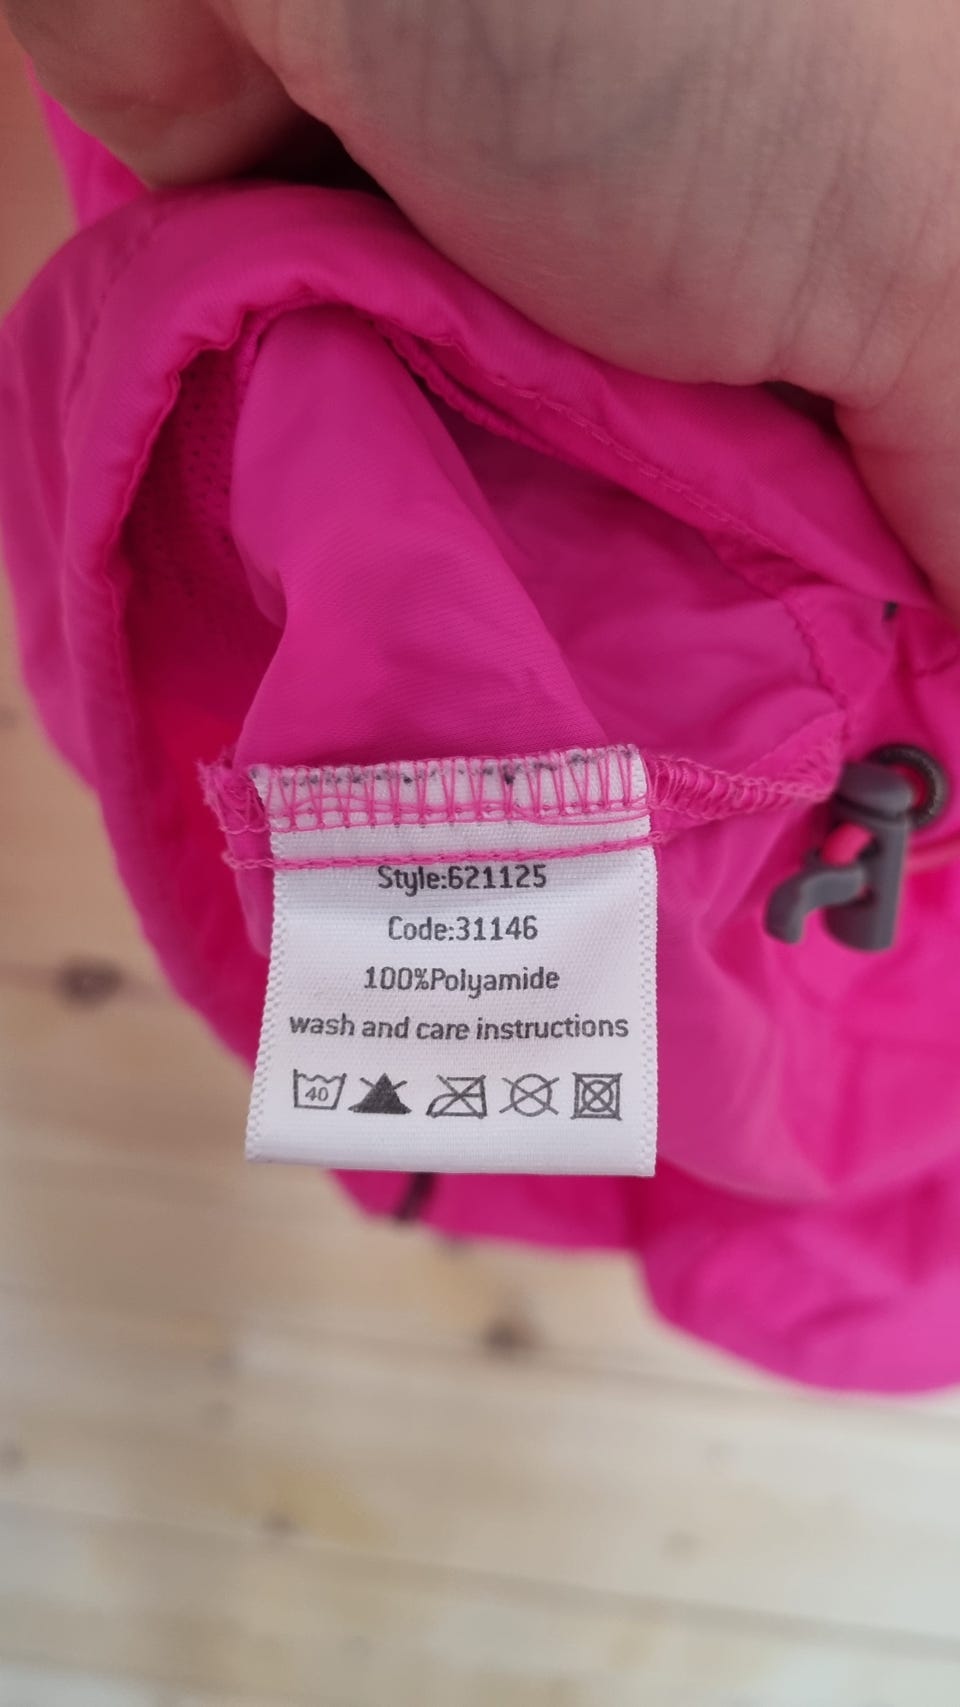 Style:621125
Code:31146
100%Polyamide
wash and care instructions
40